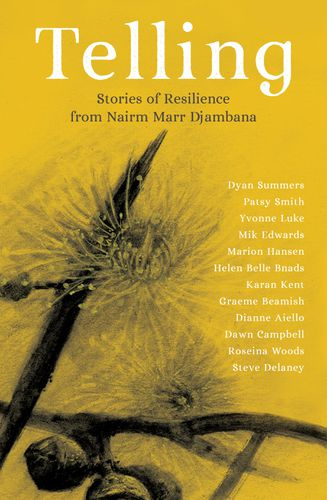 Telling
Stories of Resilience
from Nairm Marr Djambana
Dyan Summers
Patsy Smith
Yvonne Luke
Mik Edwards
Marion Hansen
Helen Belle Bnads
Karan Kent
Graeme Beamish
Dianne Aiello
Dawn Campbell
Roseina Woods
Steve Delaney